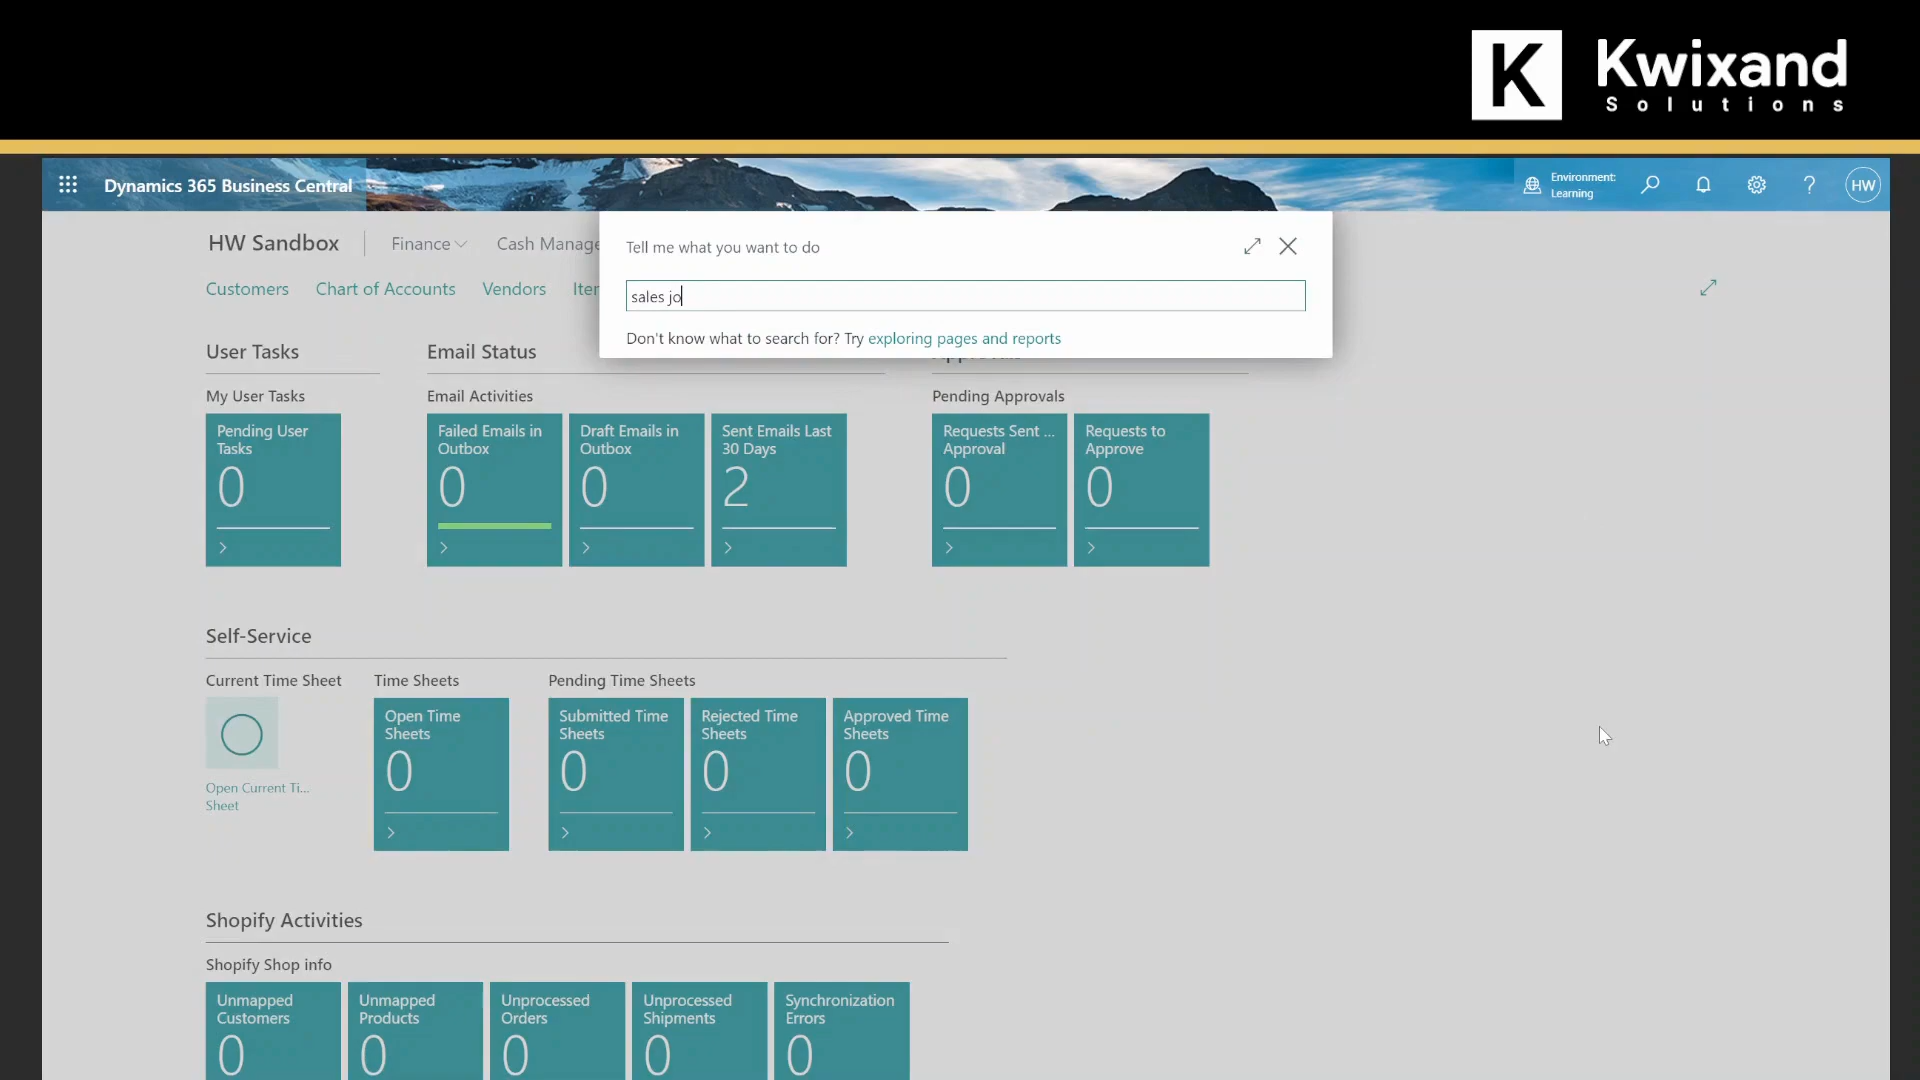 K Kwixand
Solutions
Dynamics 365 Business Central
Environment:
Learning
?
HW
HW Sandbox
Finance
Cash Manage
Customers
Chart of Accounts
Vendors
Tell me what you want to do
sales jo
Don't know what to search for? Try exploring pages and reports
User Tasks
My User Tasks
Pending User
Tasks
0
Email Status
Email Activities
Failed Emails in
Outbox
0
Draft Emails in
Outbox
0
Sent Emails Last
30 Days
2
Pending Approvals
Requests Sent ...
Approval
0
Requests to
Approve
0
Self-Service
Current Time Sheet
Open Current Ti...
Sheet
Time Sheets
Open Time
Sheets
0
Pending Time Sheets
Submitted Time
Sheets
0
Rejected Time
Sheets
0
Approved Time
Sheets
0
Shopify Activities
Shopify Shop info
Unmapped
Customers
0
Unmapped
Products
0
Unprocessed
Orders
0
Unprocessed
Shipments
0
Synchronization
Errors
0